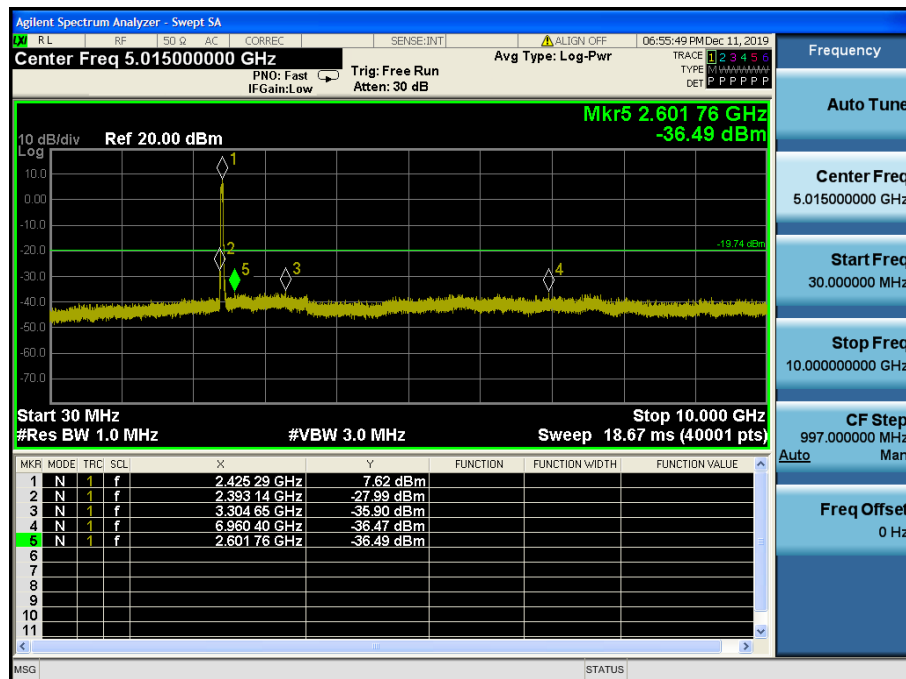 Agilent Spectrum Analyzer - Swept SA
LXI RL RF 50 Ω AC CORREC SENSE:INT ALIGN OFF 06:55:49 PM Dec 11, 2019
Center Freq 5.015000000 GHz
PNO: Fast
IFGain:Low
Trig: Free Run
Atten: 30 dB
Avg Type: Log-Pwr
TRACE 1 2 3 4 5 6
TYPE M WWWWW
DET P P P P P P
Mkr5 2.601 76 GHz
-36.49 dBm
10 dB/div Ref 20.00 dBm
Log
10.0
0.00
-10.0
-20.0
-30.0
-40.0
-50.0
-60.0
-70.0
1
2
5
3
4
-19.74 dBm
Start 30 MHz Stop 10.000 GHz
#Res BW 1.0 MHz #VBW 3.0 MHz Sweep 18.67 ms (40001 pts)
MKR MODE TRC SCL X Y FUNCTION FUNCTION WIDTH FUNCTION VALUE
1 N 1 f 2.425 29 GHz 7.62 dBm
2 N 1 f 2.393 14 GHz -27.99 dBm
3 N 1 f 3.304 65 GHz -35.90 dBm
4 N 1 f 6.960 40 GHz -36.47 dBm
5 N 1 f 2.601 76 GHz -36.49 dBm
6
7
8
9
10
11
MSG STATUS
Frequency
Auto Tune
Center Freq
5.015000000 GHz
Start Freq
30.000000 MHz
Stop Freq
10.000000000 GHz
CF Step
997.000000 MHz
Auto Man
Freq Offset
0 Hz